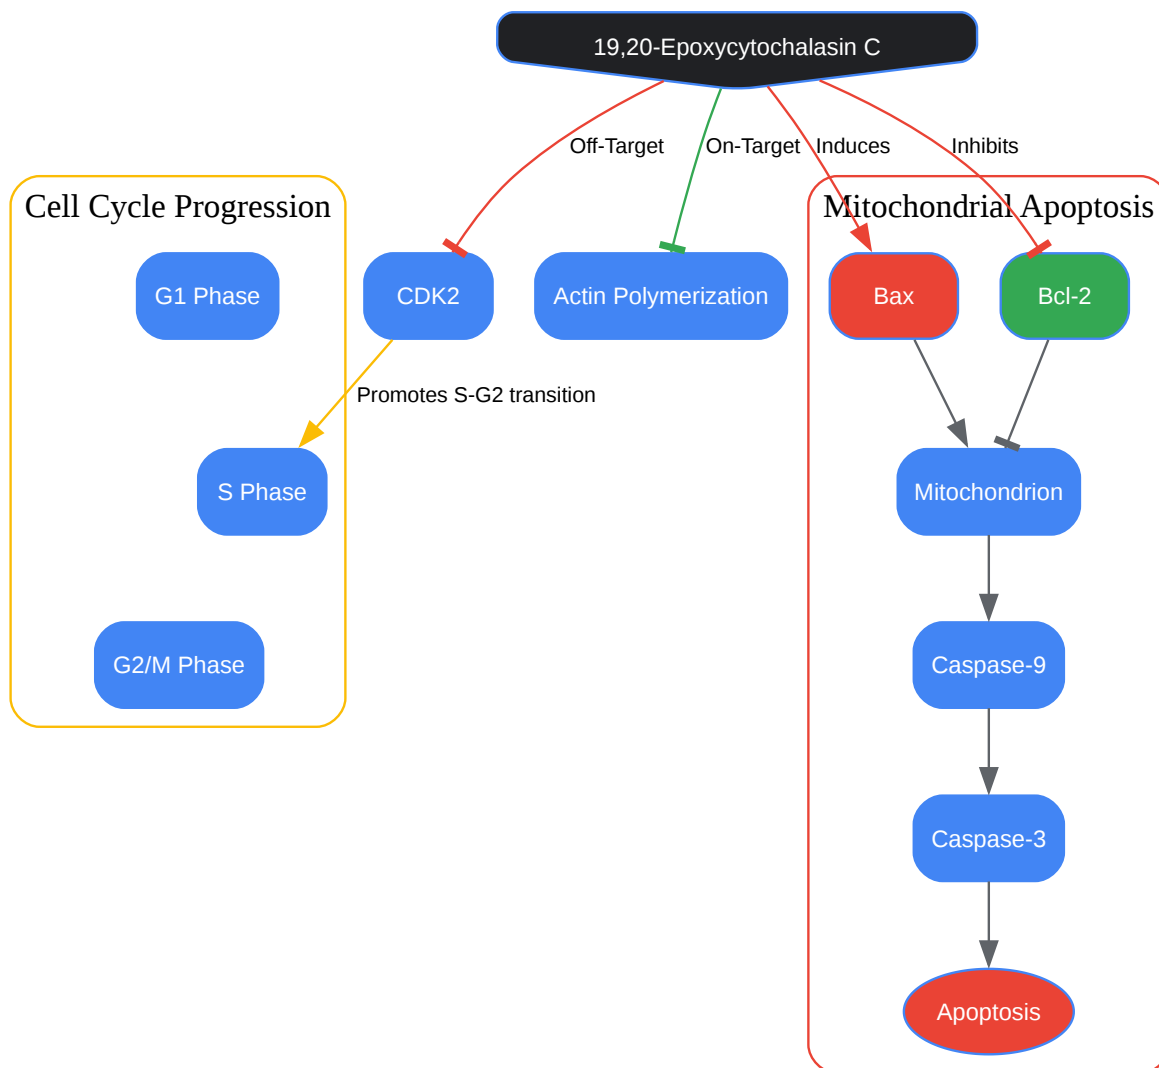 19,20-Epoxycytochalasin C
Off-Target
On-Target
Induces
Inhibits
Cell Cycle Progression
Mitochondrial Apoptosis
G1 Phase
CDK2
Actin Polymerization
Bax
Bcl-2
Promotes S-G2 transition
S Phase
Mitochondrion
G2/M Phase
Caspase-9
Caspase-3
Apoptosis